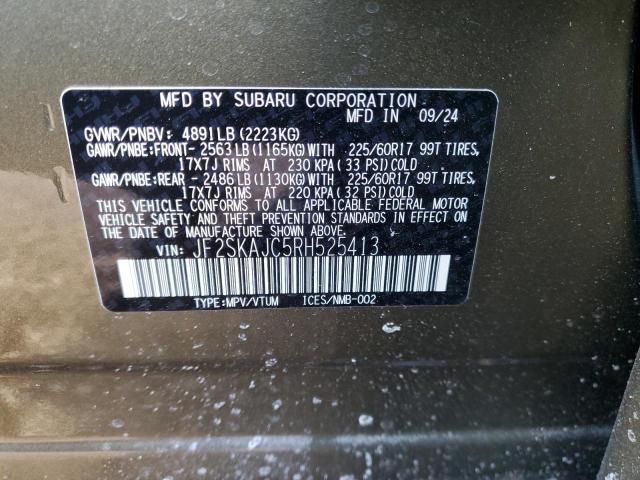 MFD BY SUBARU CORPORATION
MFD IN 09/24
GVWR/PNBV: 4891LB(2223KG)
GAWR/PNBE:FRONT- 2563LB(1165KG)WITH 225/60R17 99T TIRES,
17X7J RIMS AT 230 KPA(33 PSI)COLD
GAWR/PNBE:REAR - 2486LB(1130KG)WITH 225/60R17 99T TIRES,
17X7J RIMS AT 220 KPA(32 PSI)COLD
THIS VEHICLE CONFORMS TO ALL APPLICABLE FEDERAL MOTOR
VEHICLE SAFETY AND THEFT PREVENTION STANDARDS IN EFFECT
ON THE DATE OF MANUFACTURE SHOWN ABOVE.
VIN: JF2SKAJC5RH525413
TYPE:MPV/VTUM ICES/NMB-002